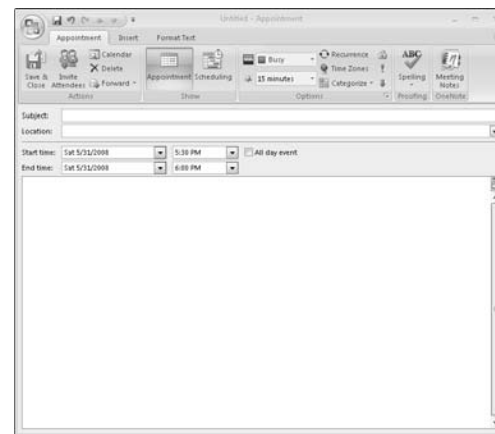 Untitled - Appointment
Appointment Insert Format Text
Save & Close
Invite Attendees
Calendar
Delete
Forward
Actions
Appointment Scheduling
Show
Busy
15 minutes
Recurrence
Time Zones
Categorize
Options
ABC
Spelling
Proofing
Meeting Notes
OneNote
Subject:
Location:
Start time: Sat 5/31/2008 5:30 PM All day event
End time: Sat 5/31/2008 6:00 PM